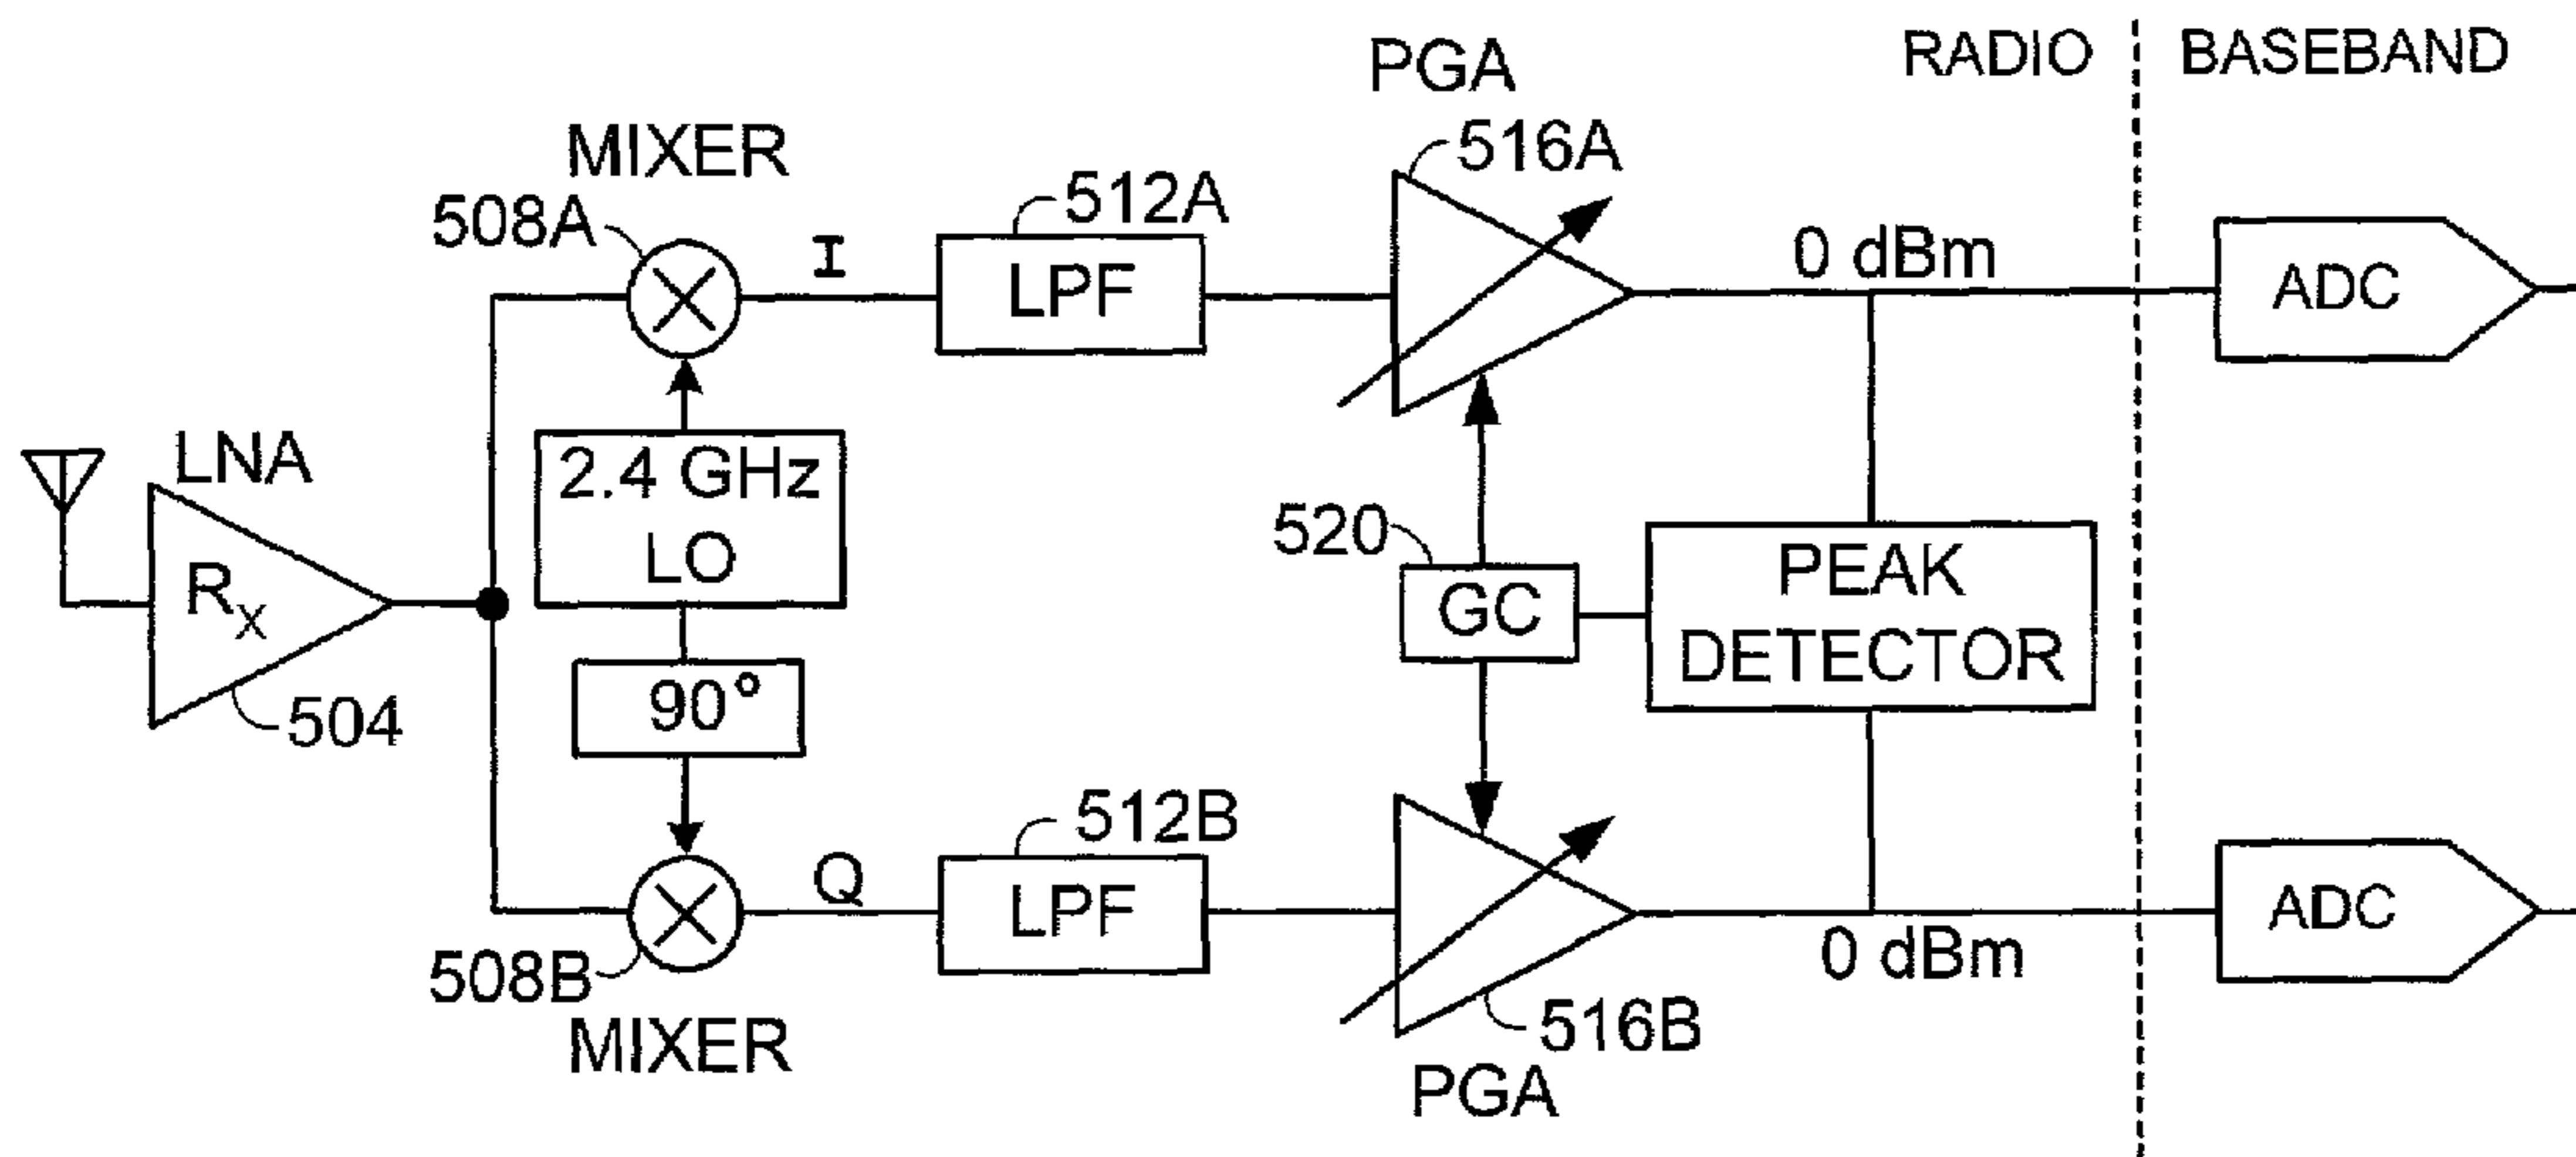 RADIO
BASEBAND
PGA
516A
MIXER
508A
I
512A
LPF
0 dBm
ADC
LNA
RX
504
2.4 GHz
LO
90°
520
GC
PEAK
DETECTOR
Q
512B
LPF
508B
MIXER
0 dBm
516B
PGA
ADC